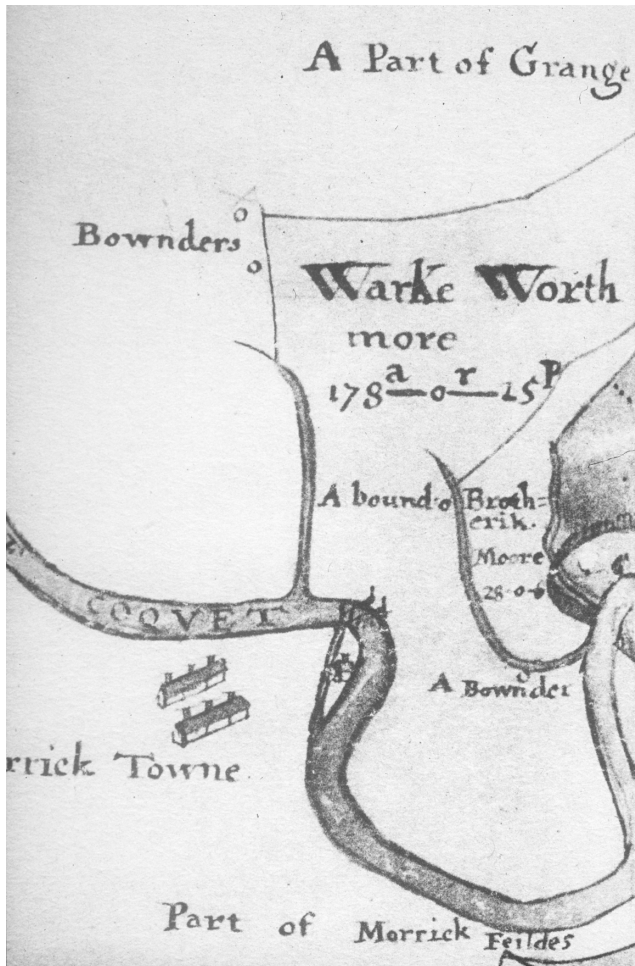 A Part of Grange
Bownders
Warke Worth
more
178 a 0 r 15 P
A bound
Broth=
erik.
Moore
28-0-6
COQVET
A Bownder
rrick Towne
Part of Morrick Feildes